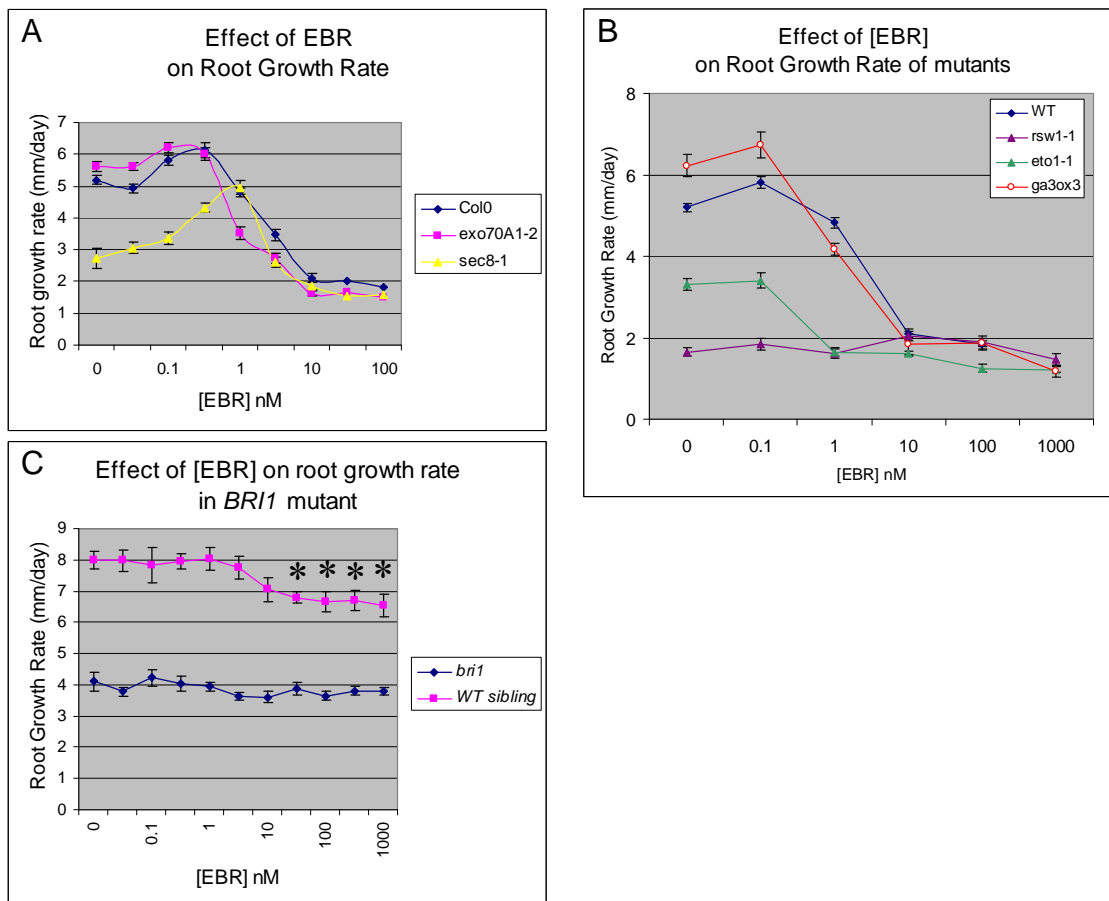 A
Effect of EBR
on Root Growth Rate
Root growth rate (mm/day)
7
6
5
4
3
2
1
0
0 0.1 1 10 100
[EBR] nM
Col0
exo70A1-2
sec8-1
B
Effect of [EBR]
on Root Growth Rate of mutants
Root Growth Rate (mm/day)
8
6
4
2
0
0 0.1 1 10 100 1000
[EBR] nM
WT
rsw1-1
eto1-1
ga3ox3
C
Effect of [EBR] on root growth rate
in BRI1 mutant
Root Growth Rate (mm/day)
9
8
7
6
5
4
3
2
1
0
* * * *
0 0.1 1 10 100 1000
[EBR] nM
bri1
WT sibling